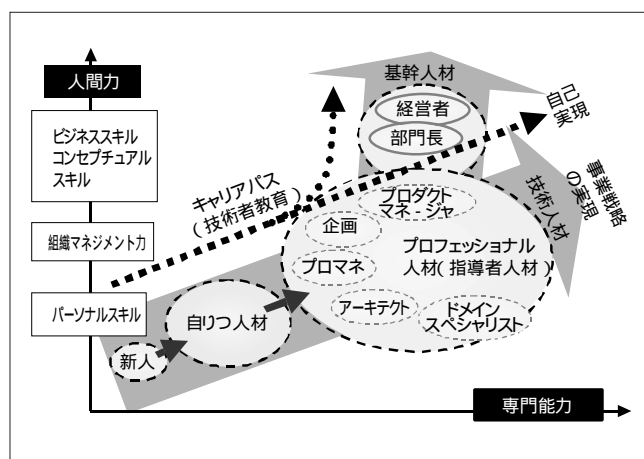 人間力
ビジネススキル
コンセプチュアル
スキル
組織マネジメント力
パーソナルスキル
新人
自りつ人材
キャリアパス
(技術者教育)
基幹人材
経営者
部門長
自己
実現
事業戦略
の実現
技術人材
プロダクト
マネ-ジャ
企画
プロマネ
プロフェッショナル
人材(指導者人材)
アーキテクト
ドメイン
スペシャリスト
専門能力